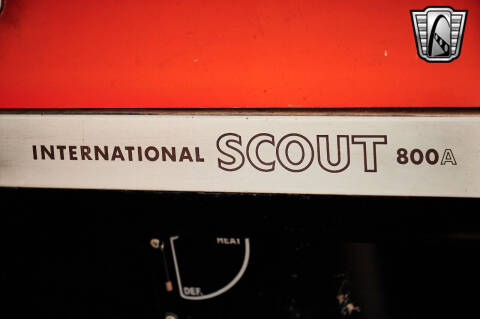 INTERNATIONAL SCOUT 800A
HEAT
DEF.